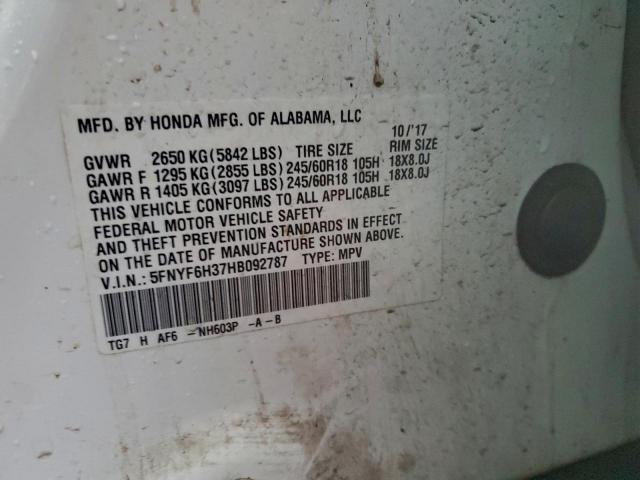 MFD. BY HONDA MFG. OF ALABAMA, LLC
10/'17
GVWR 2650 KG(5842 LBS) TIRE SIZE RIM SIZE
GAWR F 1295 KG(2855 LBS)245/60R18 105H 18X8.0J
GAWR R 1405 KG(3097 LBS)245/60R18 105H 18X8.0J
THIS VEHICLE CONFORMS TO ALL APPLICABLE
FEDERAL MOTOR VEHICLE SAFETY
AND THEFT PREVENTION STANDARDS IN EFFECT
ON THE DATE OF MANUFACTURE SHOWN ABOVE.
V.I.N.: 5FNYF6H37HB092787 TYPE: MPV
TG7 H AF6 -NH603P -A-B